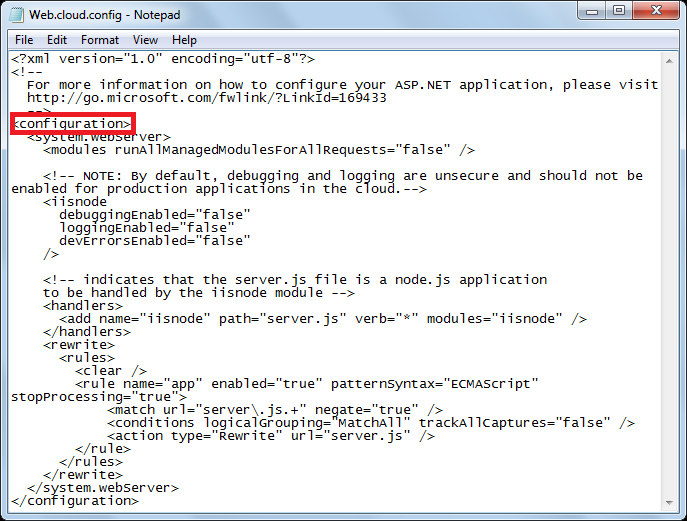 Web.cloud.config - Notepad
File Edit Format View Help
<?xml version="1.0" encoding="utf-8"?>
<!--
  For more information on how to configure your ASP.NET application, please visit
  http://go.microsoft.com/fwlink/?LinkId=169433
  -->
<configuration>
  <system.webServer>
    <modules runAllManagedModulesForAllRequests="false" />

    <!-- NOTE: By default, debugging and logging are unsecure and should not be
enabled for production applications in the cloud.-->
    <iisnode
      debuggingEnabled="false"
      loggingEnabled="false"
      devErrorsEnabled="false"
    />

    <!-- indicates that the server.js file is a node.js application
    to be handled by the iisnode module -->
    <handlers>
      <add name="iisnode" path="server.js" verb="*" modules="iisnode" />
    </handlers>
    <rewrite>
      <rules>
        <clear />
        <rule name="app" enabled="true" patternSyntax="ECMAScript"
stopProcessing="true">
            <match url="server\.js.+" negate="true" />
            <conditions logicalGrouping="MatchAll" trackAllCaptures="false" />
            <action type="Rewrite" url="server.js" />
        </rule>
      </rules>
    </rewrite>
  </system.webServer>
</configuration>